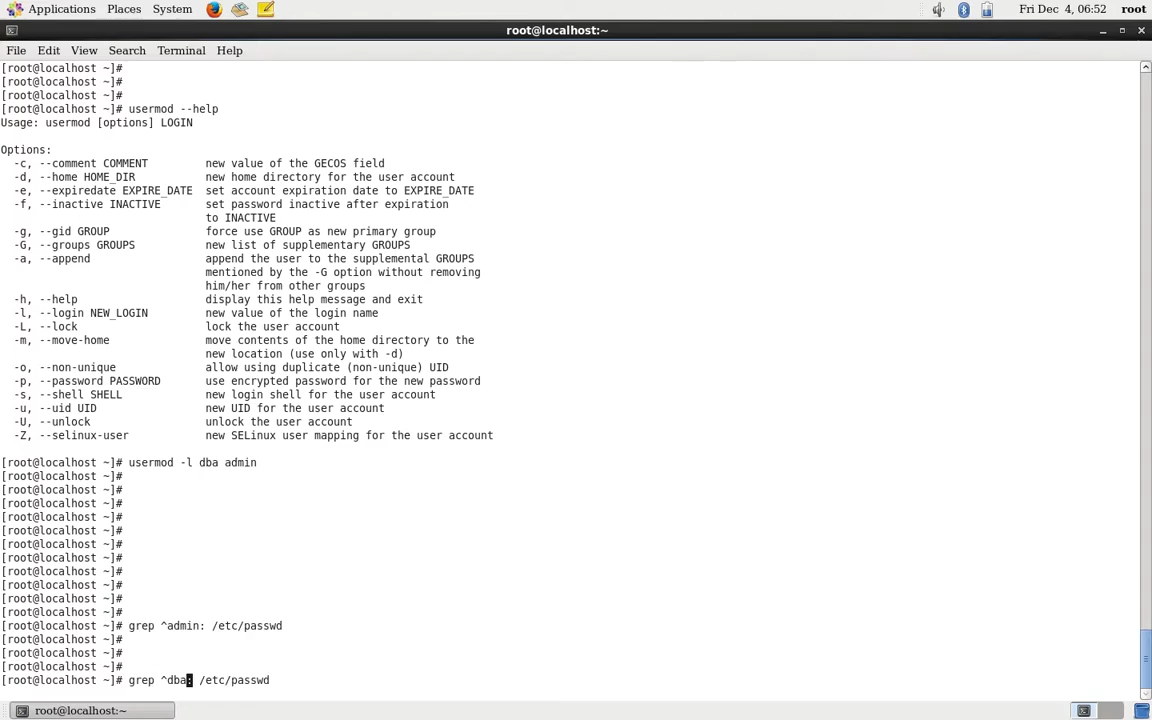 Applications Places System Fri Dec 4, 06:52 root
root@localhost:~
File Edit View Search Terminal Help
[root@localhost ~]#
[root@localhost ~]#
[root@localhost ~]#
[root@localhost ~]# usermod --help
Usage: usermod [options] LOGIN
Options:
-c, --comment COMMENT new value of the GECOS field
-d, --home HOME_DIR new home directory for the user account
-e, --expiredate EXPIRE_DATE set account expiration date to EXPIRE_DATE
-f, --inactive INACTIVE set password inactive after expiration
to INACTIVE
-g, --gid GROUP force use GROUP as new primary group
-G, --groups GROUPS new list of supplementary GROUPS
-a, --append append the user to the supplemental GROUPS
mentioned by the -G option without removing
him/her from other groups
-h, --help display this help message and exit
-l, --login NEW_LOGIN new value of the login name
-L, --lock lock the user account
-m, --move-home move contents of the home directory to the
new location (use only with -d)
-o, --non-unique allow using duplicate (non-unique) UID
-p, --password PASSWORD use encrypted password for the new password
-s, --shell SHELL new login shell for the user account
-u, --uid UID new UID for the user account
-U, --unlock unlock the user account
-Z, --selinux-user new SELinux user mapping for the user account
[root@localhost ~]# usermod -l dba admin
[root@localhost ~]#
[root@localhost ~]#
[root@localhost ~]#
[root@localhost ~]#
[root@localhost ~]#
[root@localhost ~]#
[root@localhost ~]#
[root@localhost ~]#
[root@localhost ~]#
[root@localhost ~]#
[root@localhost ~]#
[root@localhost ~]# grep ^admin: /etc/passwd
[root@localhost ~]#
[root@localhost ~]#
[root@localhost ~]#
[root@localhost ~]# grep ^dba: /etc/passwd
root@localhost:~